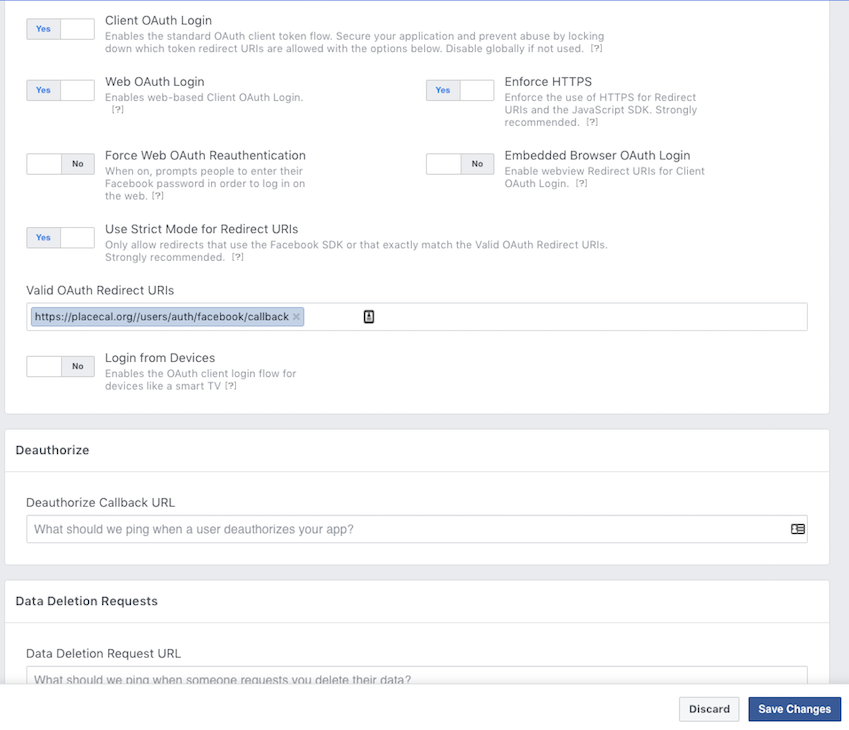 Yes
Client OAuth Login
Enables the standard OAuth client token flow. Secure your application and prevent abuse by locking
down which token redirect URIs are allowed with the options below. Disable globally if not used. [?]
Yes
Web OAuth Login
Enables web-based Client OAuth Login.
[?]
Yes
Enforce HTTPS
Enforce the use of HTTPS for Redirect
URIs and the JavaScript SDK. Strongly
recommended. [?]
No
Force Web OAuth Reauthentication
When on, prompts people to enter their
Facebook password in order to log in on
the web. [?]
No
Embedded Browser OAuth Login
Enable webview Redirect URIs for Client
OAuth Login. [?]
Yes
Use Strict Mode for Redirect URIs
Only allow redirects that use the Facebook SDK or that exactly match the Valid OAuth Redirect URIs.
Strongly recommended. [?]
Valid OAuth Redirect URIs
https://placecal.org//users/auth/facebook/callback ×
No
Login from Devices
Enables the OAuth client login flow for
devices like a smart TV [?]
Deauthorize
Deauthorize Callback URL
What should we ping when a user deauthorizes your app?
Data Deletion Requests
Data Deletion Request URL
What should we ping when someone requests you delete their data?
Discard
Save Changes